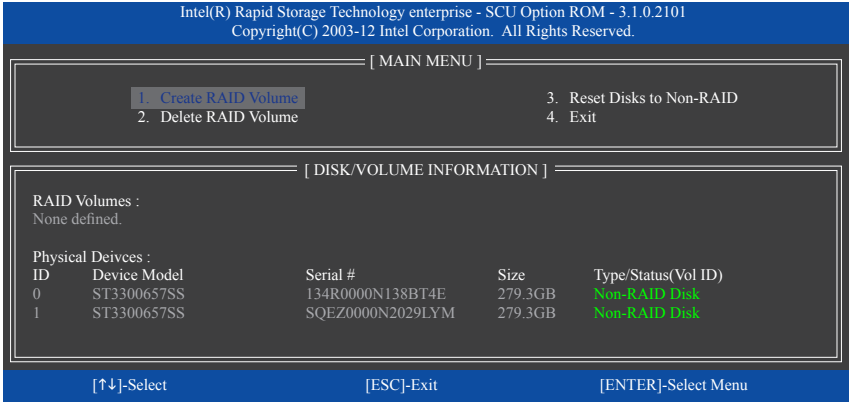 Intel(R) Rapid Storage Technology enterprise - SCU Option ROM - 3.1.0.2101
Copyright(C) 2003-12 Intel Corporation.  All Rights Reserved.
[ MAIN MENU ]
1.   Create RAID Volume   3.   Reset Disks to Non-RAID
2.   Delete RAID Volume   4.   Exit
[ DISK/VOLUME INFORMATION ]
RAID Volumes :
None defined.
Physical Deivces :
ID   Device Model   Serial #   Size   Type/Status(Vol ID)
0   ST3300657SS   134R0000N138BT4E   279.3GB   Non-RAID Disk
1   ST3300657SS   SQEZ0000N2029LYM   279.3GB   Non-RAID Disk
[↑↓]-Select   [ESC]-Exit   [ENTER]-Select Menu